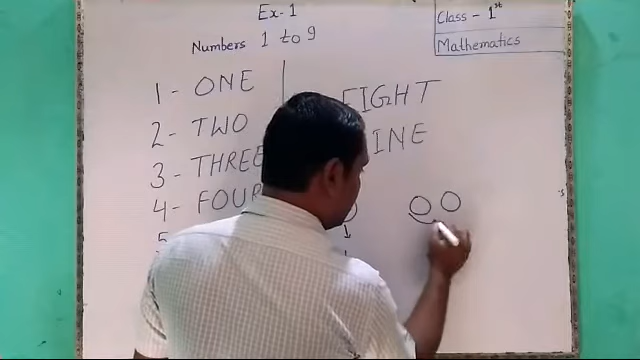 Ex-1
Class - 1st
Mathematics
Numbers 1 to 9
1 - ONE
2 - TWO
3 - THREE
4 - FOUR
5
EIGHT
INE